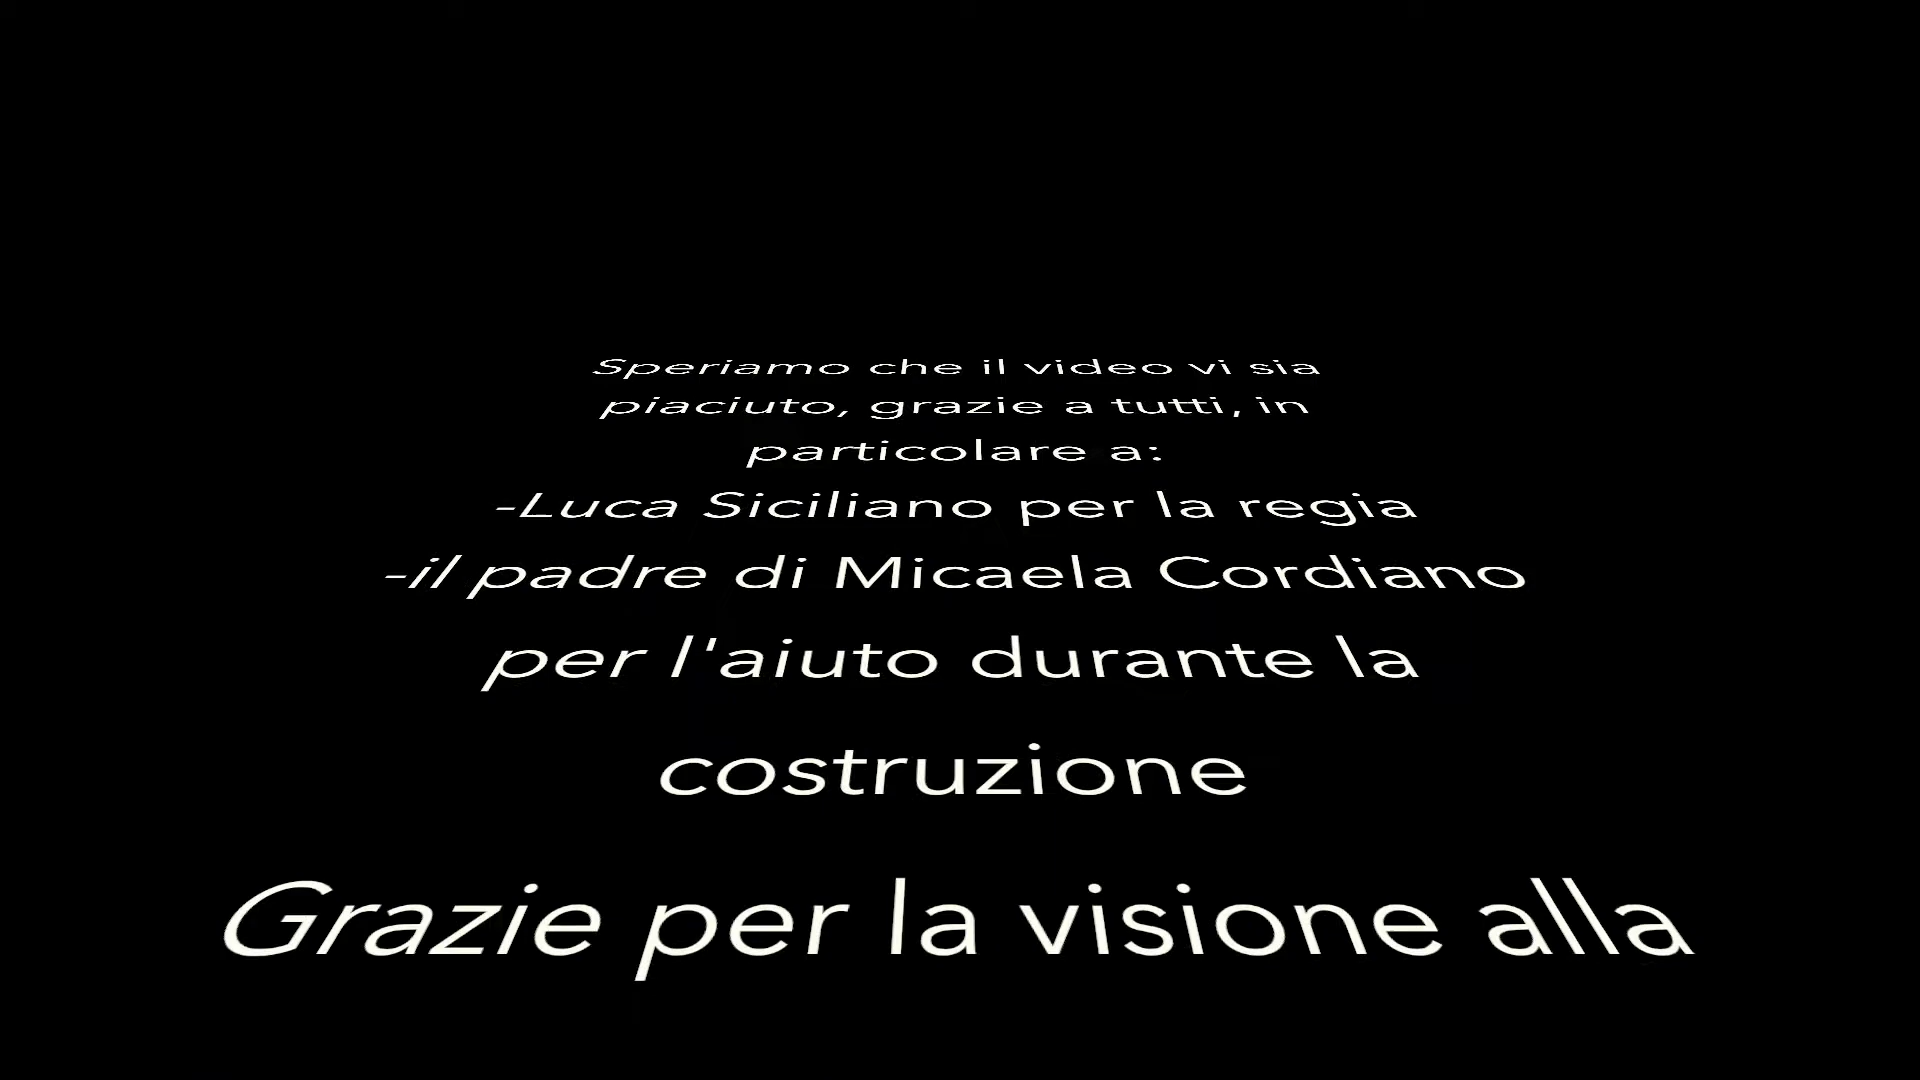 Speriamo che il video vi sia
piaciuto, grazie a tutti, in
particolare a:
-Luca Siciliano per la regia
-il padre di Micaela Cordiano
per l'aiuto durante la
costruzione
Grazie per la visione alla